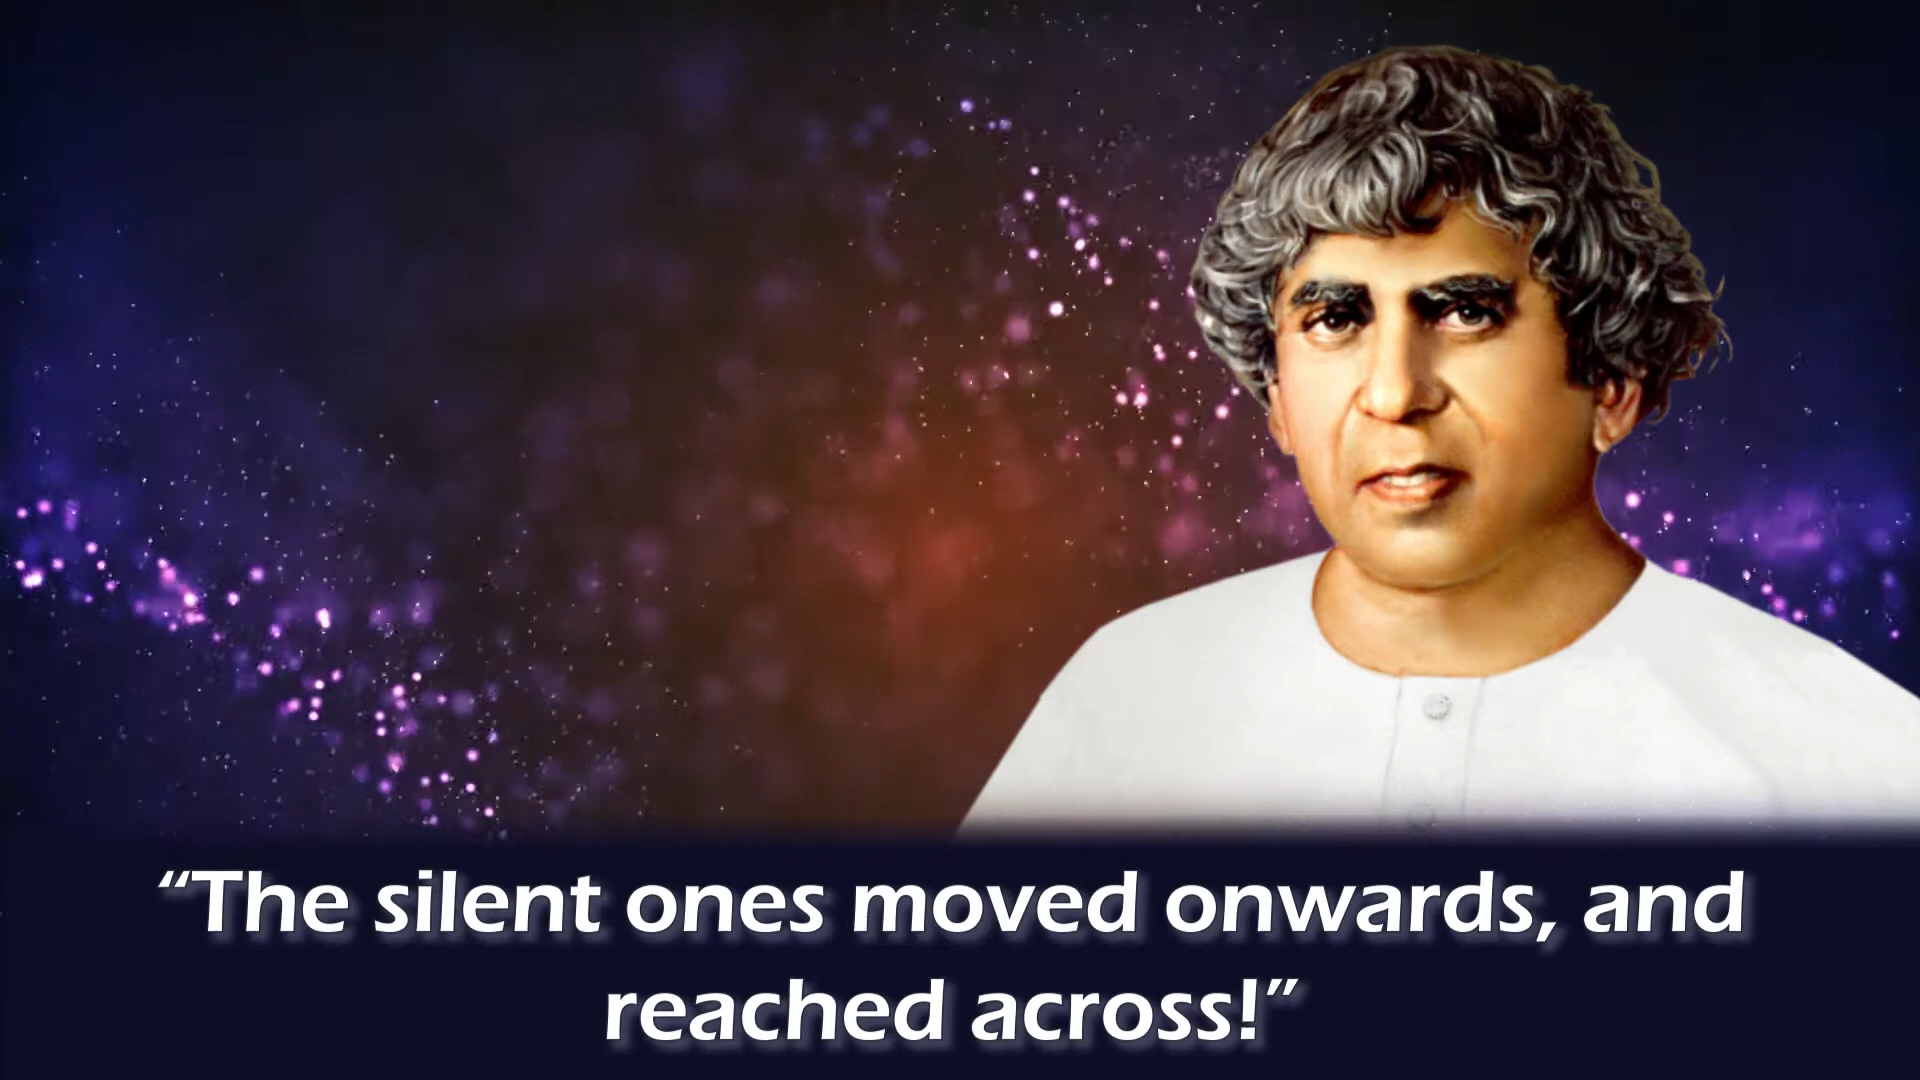 “The silent ones moved onwards, and
reached across!”